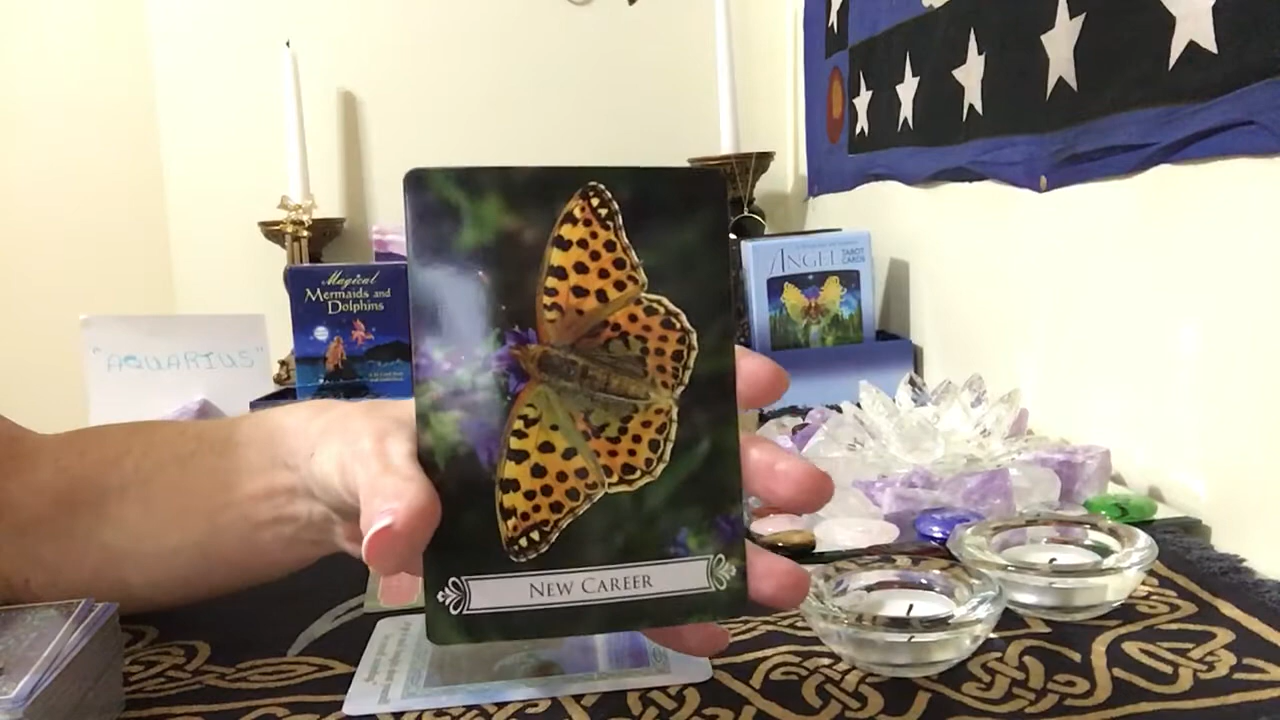 "AQUARIUS"
Magical
Mermaids and
Dolphins
ANGEL TAROT
CARDS
NEW CAREER